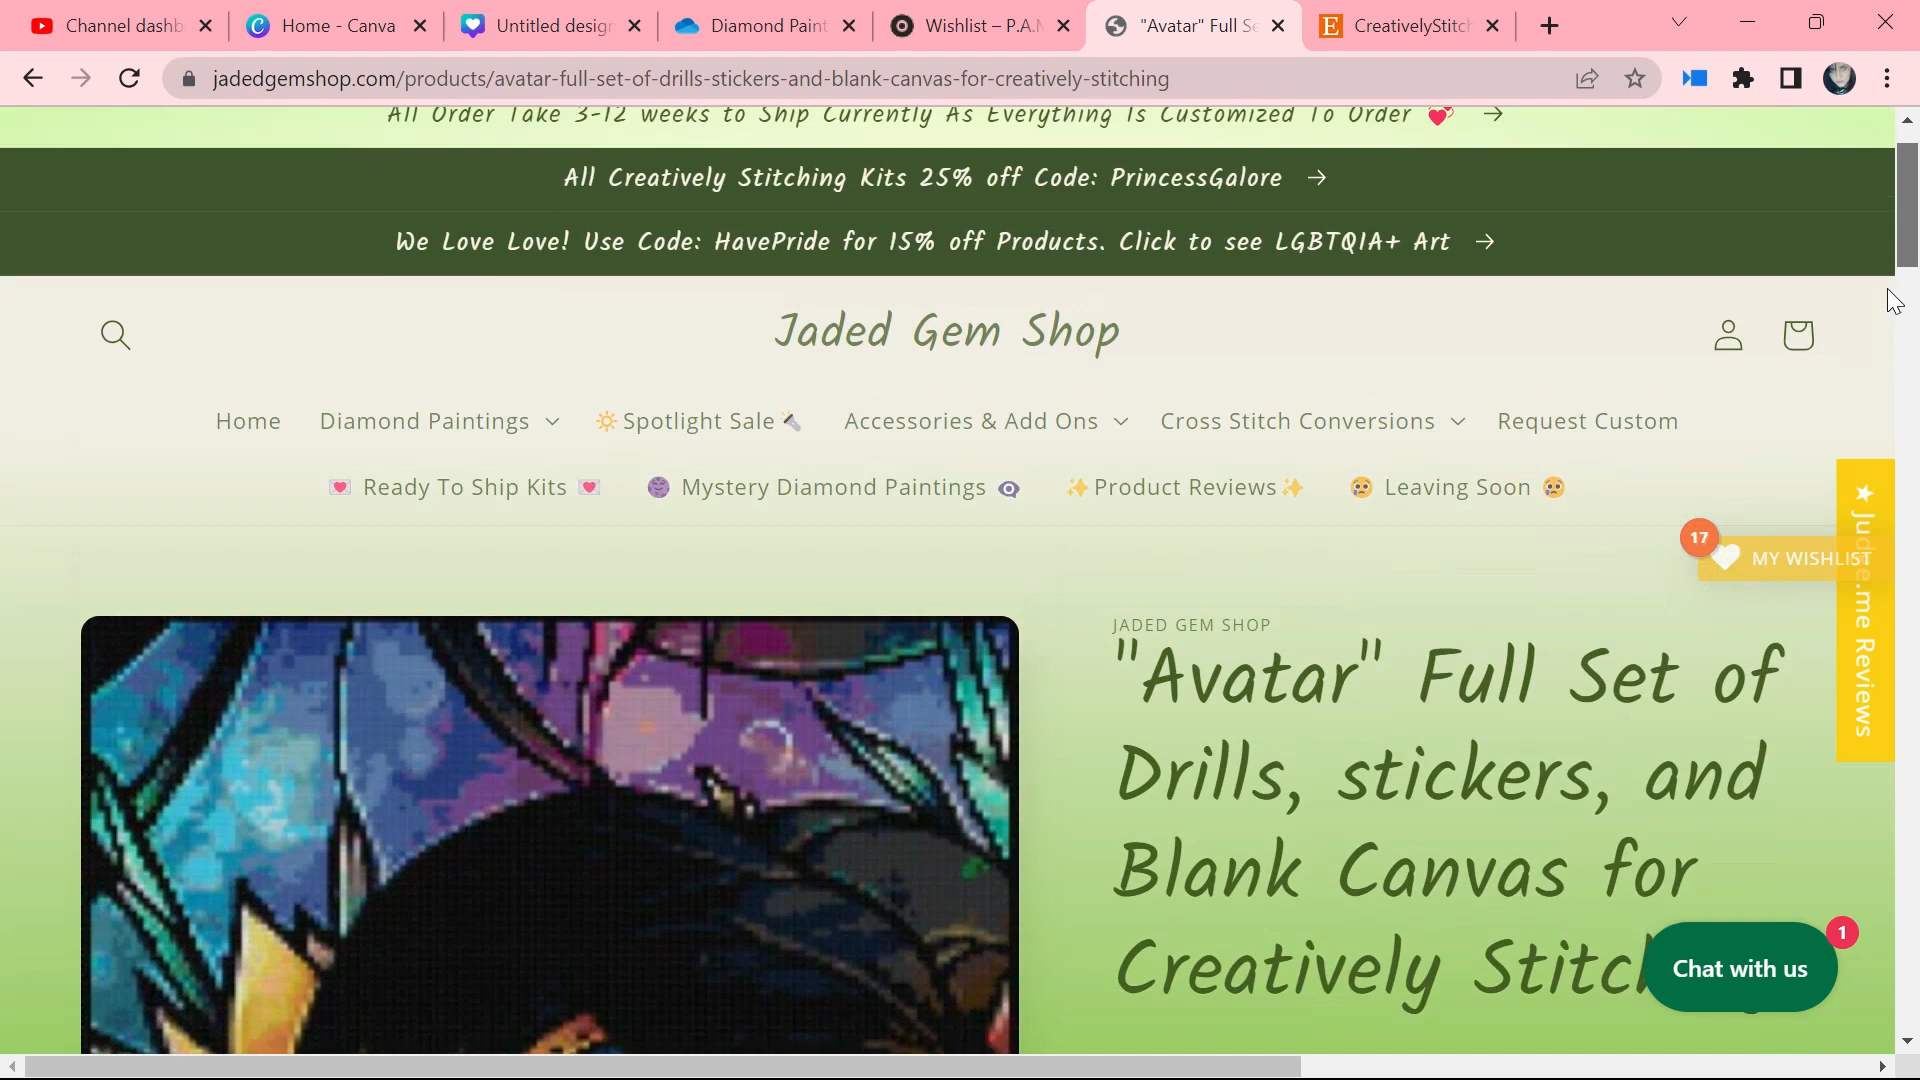 Channel dashb
Home - Canva
Untitled desig
Diamond Paint
Wishlist – P.A.N
"Avatar" Full Se
CreativelyStitc
jadedgemshop.com/products/avatar-full-set-of-drills-stickers-and-blank-canvas-for-creatively-stitching
All Order Take 3-12 weeks to Ship Currently As Everything Is Customized To Order 💞 →
All Creatively Stitching Kits 25% off Code: PrincessGalore →
We Love Love! Use Code: HavePride for 15% off Products. Click to see LGBTQIA+ Art →
Jaded Gem Shop
Home Diamond Paintings 🔆Spotlight Sale🔦 Accessories & Add Ons Cross Stitch Conversions Request Custom
💌 Ready To Ship Kits 💌 🔮 Mystery Diamond Paintings 👁 ✨Product Reviews✨ 😢 Leaving Soon 😢
17
MY WISHLIST
★ Judge.me Reviews
JADED GEM SHOP
"Avatar" Full Set of
Drills, stickers, and
Blank Canvas for
Creatively Stitc
1
Chat with us